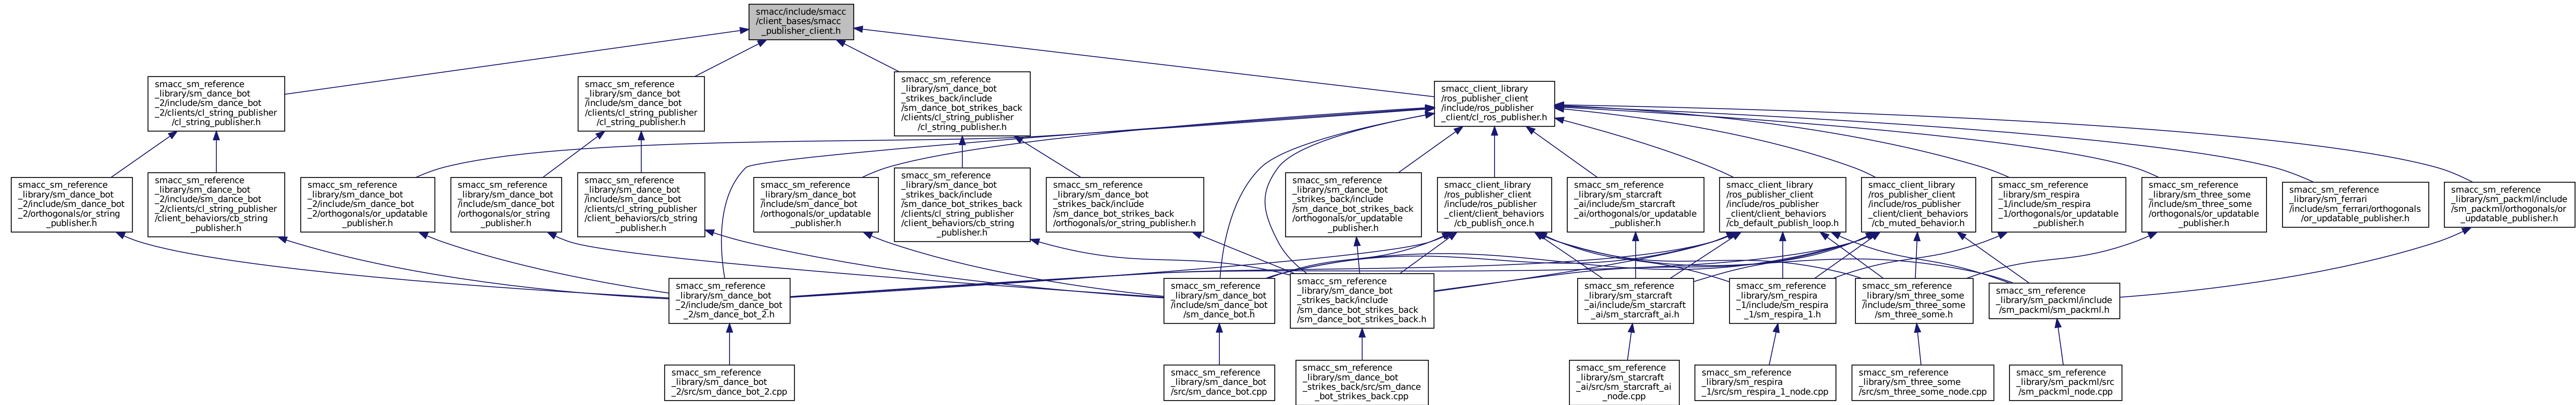 smacc/include/smacc
/client_bases/smacc
_publisher_client.h
smacc_sm_reference
_library/sm_dance_bot
_2/include/sm_dance_bot
_2/clients/cl_string_publisher
/cl_string_publisher.h
smacc_sm_reference
_library/sm_dance_bot
/include/sm_dance_bot
/clients/cl_string_publisher
/cl_string_publisher.h
smacc_sm_reference
_library/sm_dance_bot
_strikes_back/include
/sm_dance_bot_strikes_back
/clients/cl_string_publisher
/cl_string_publisher.h
smacc_client_library
/ros_publisher_client
/include/ros_publisher
_client/cl_ros_publisher.h
smacc_sm_reference
_library/sm_dance_bot
_2/include/sm_dance_bot
_2/orthogonals/or_string
_publisher.h
smacc_sm_reference
_library/sm_dance_bot
_2/include/sm_dance_bot
_2/clients/cl_string_publisher
/client_behaviors/cb_string
_publisher.h
smacc_sm_reference
_library/sm_dance_bot
_2/include/sm_dance_bot
_2/orthogonals/or_updatable
_publisher.h
smacc_sm_reference
_library/sm_dance_bot
/include/sm_dance_bot
/orthogonals/or_string
_publisher.h
smacc_sm_reference
_library/sm_dance_bot
/include/sm_dance_bot
/clients/cl_string_publisher
/client_behaviors/cb_string
_publisher.h
smacc_sm_reference
_library/sm_dance_bot
/include/sm_dance_bot
/orthogonals/or_updatable
_publisher.h
smacc_sm_reference
_library/sm_dance_bot
_strikes_back/include
/sm_dance_bot_strikes_back
/clients/cl_string_publisher
/client_behaviors/cb_string
_publisher.h
smacc_sm_reference
_library/sm_dance_bot
_strikes_back/include
/sm_dance_bot_strikes_back
/orthogonals/or_string_publisher.h
smacc_sm_reference
_library/sm_dance_bot
_strikes_back/include
/sm_dance_bot_strikes_back
/orthogonals/or_updatable
_publisher.h
smacc_client_library
/ros_publisher_client
/include/ros_publisher
_client/client_behaviors
/cb_publish_once.h
smacc_sm_reference
_library/sm_starcraft
_ai/include/sm_starcraft
_ai/orthogonals/or_updatable
_publisher.h
smacc_client_library
/ros_publisher_client
/include/ros_publisher
_client/client_behaviors
/cb_default_publish_loop.h
smacc_client_library
/ros_publisher_client
/include/ros_publisher
_client/client_behaviors
/cb_muted_behavior.h
smacc_sm_reference
_library/sm_respira
_1/include/sm_respira
_1/orthogonals/or_updatable
_publisher.h
smacc_sm_reference
_library/sm_three_some
/include/sm_three_some
/orthogonals/or_updatable
_publisher.h
smacc_sm_reference
_library/sm_ferrari
/include/sm_ferrari/orthogonals
/or_updatable_publisher.h
smacc_sm_reference
_library/sm_packml/include
/sm_packml/orthogonals/or
_updatable_publisher.h
smacc_sm_reference
_library/sm_dance_bot
_2/include/sm_dance_bot
_2/sm_dance_bot_2.h
smacc_sm_reference
_library/sm_dance_bot
/include/sm_dance_bot
/sm_dance_bot.h
smacc_sm_reference
_library/sm_dance_bot
_strikes_back/include
/sm_dance_bot_strikes_back
/sm_dance_bot_strikes_back.h
smacc_sm_reference
_library/sm_starcraft
_ai/include/sm_starcraft
_ai/sm_starcraft_ai.h
smacc_sm_reference
_library/sm_respira
_1/include/sm_respira
_1/sm_respira_1.h
smacc_sm_reference
_library/sm_three_some
/include/sm_three_some
/sm_three_some.h
smacc_sm_reference
_library/sm_packml/include
/sm_packml/sm_packml.h
smacc_sm_reference
_library/sm_dance_bot
_2/src/sm_dance_bot_2.cpp
smacc_sm_reference
_library/sm_dance_bot
/src/sm_dance_bot.cpp
smacc_sm_reference
_library/sm_dance_bot
_strikes_back/src/sm_dance
_bot_strikes_back.cpp
smacc_sm_reference
_library/sm_starcraft
_ai/src/sm_starcraft_ai
_node.cpp
smacc_sm_reference
_library/sm_respira
_1/src/sm_respira_1_node.cpp
smacc_sm_reference
_library/sm_three_some
/src/sm_three_some_node.cpp
smacc_sm_reference
_library/sm_packml/src
/sm_packml_node.cpp